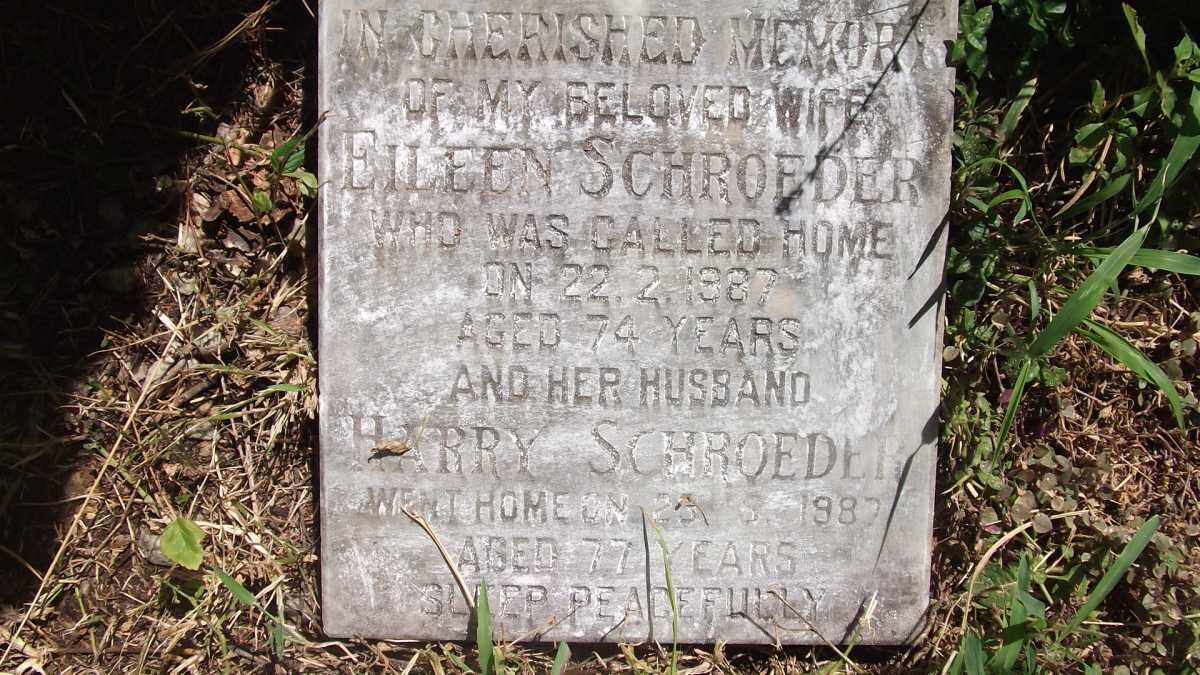 IN CHERISHED MEMORY
OF MY BELOVED WIFE
EILEEN SCHROEDER
WHO WAS CALLED HOME
ON 22.2.1987
AGED 74 YEARS
AND HER HUSBAND
HARRY SCHROEDER
WENT HOME ON
AGED 77 YEARS
SLEEP PEACEFULLY